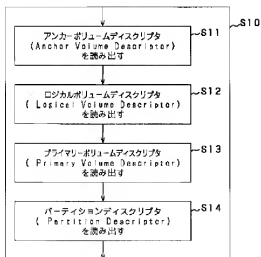 S10
アンカーボリュームディスクリプタ
(Anchor Volume Descriptor)
を読み出す
S11
ロジカルボリュームディスクリプタ
( Logical Volume Descriptor)
を読み出す
S12
プライマリーボリュームディスクリプタ
( Primary Volume Descriptor)
を読み出す
S13
パーティションディスクリプタ
( Partition Descriptor)
を読み出す
S14